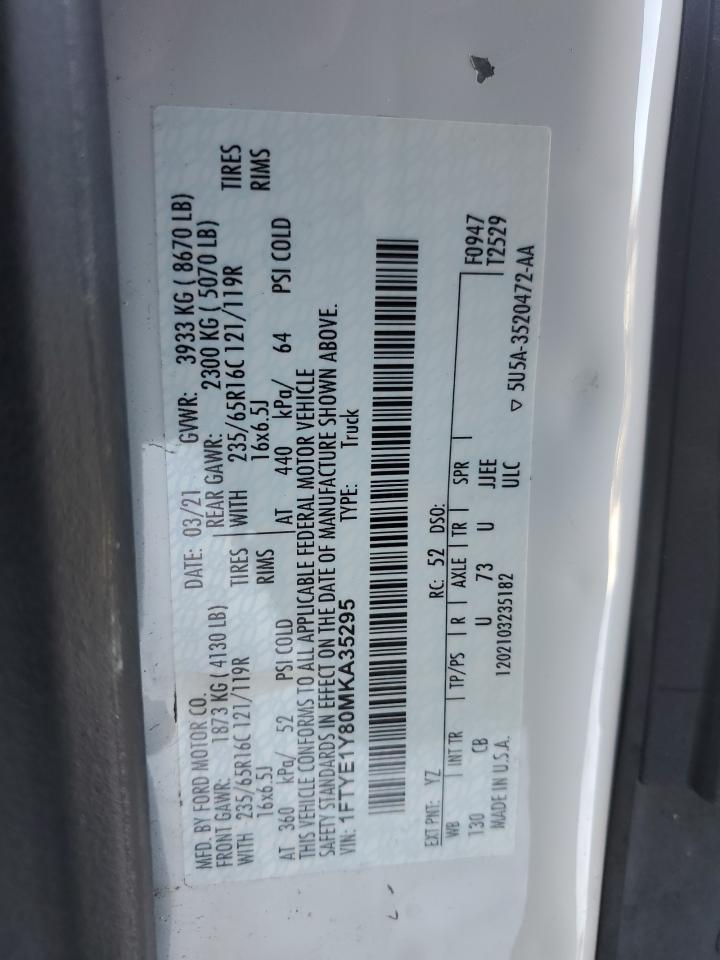 MFD. BY FORD MOTOR CO.
DATE: 03/21 GVWR: 3933 KG ( 8670 LB)
FRONT GAWR: 1873 KG ( 4130 LB) REAR GAWR: 2300 KG ( 5070 LB)
WITH 235/65R16C 121/119R TIRES WITH 235/65R16C 121/119R TIRES
16x6.5J RIMS 16x6.5J RIMS
AT 360 kPa/ 52 PSI COLD AT 440 kPa/ 64 PSI COLD
THIS VEHICLE CONFORMS TO ALL APPLICABLE FEDERAL MOTOR VEHICLE
SAFETY STANDARDS IN EFFECT ON THE DATE OF MANUFACTURE SHOWN ABOVE.
VIN: 1FTYE1Y80MKA35295 TYPE: Truck
EXT PNT: YZ RC: 52 DSO:
WB INT TR TP/PS R AXLE TR SPR F0947
130 CB U 73 U JJEE T2529
MADE IN U.S.A. 1202103235182 ULC
▽ 5U5A-3520472-AA